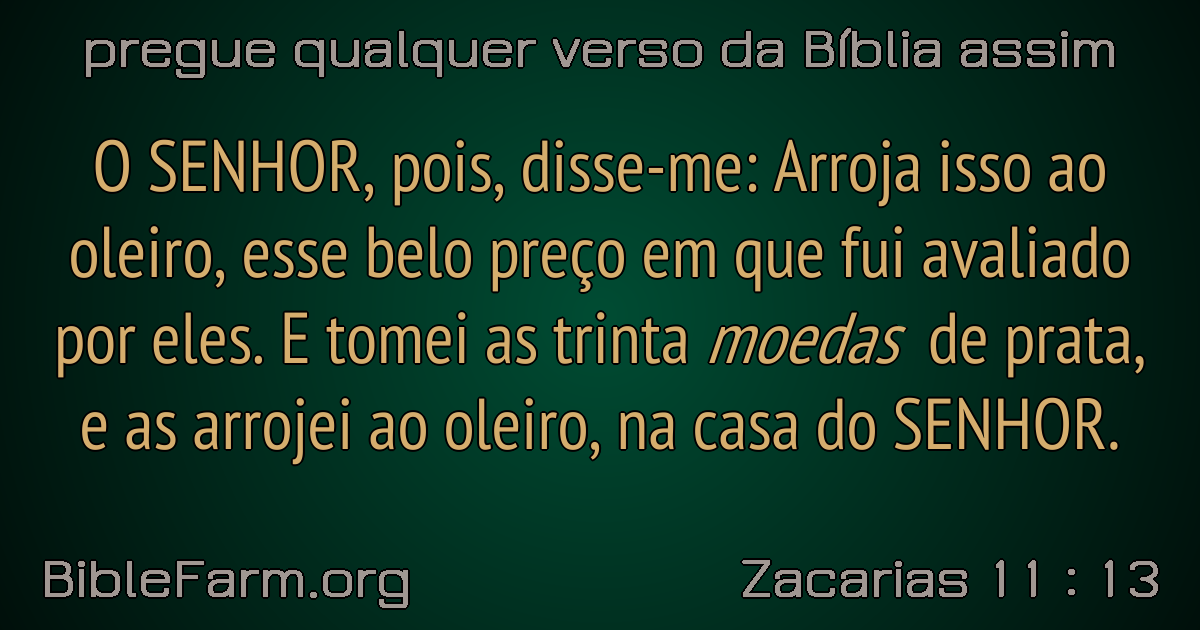 pregue qualquer verso da Bíblia assim
O SENHOR, pois, disse-me: Arroja isso ao
oleiro, esse belo preço em que fui avaliado
por eles. E tomei as trinta moedas de prata,
e as arrojei ao oleiro, na casa do SENHOR.
BibleFarm.org
Zacarias 11 : 13